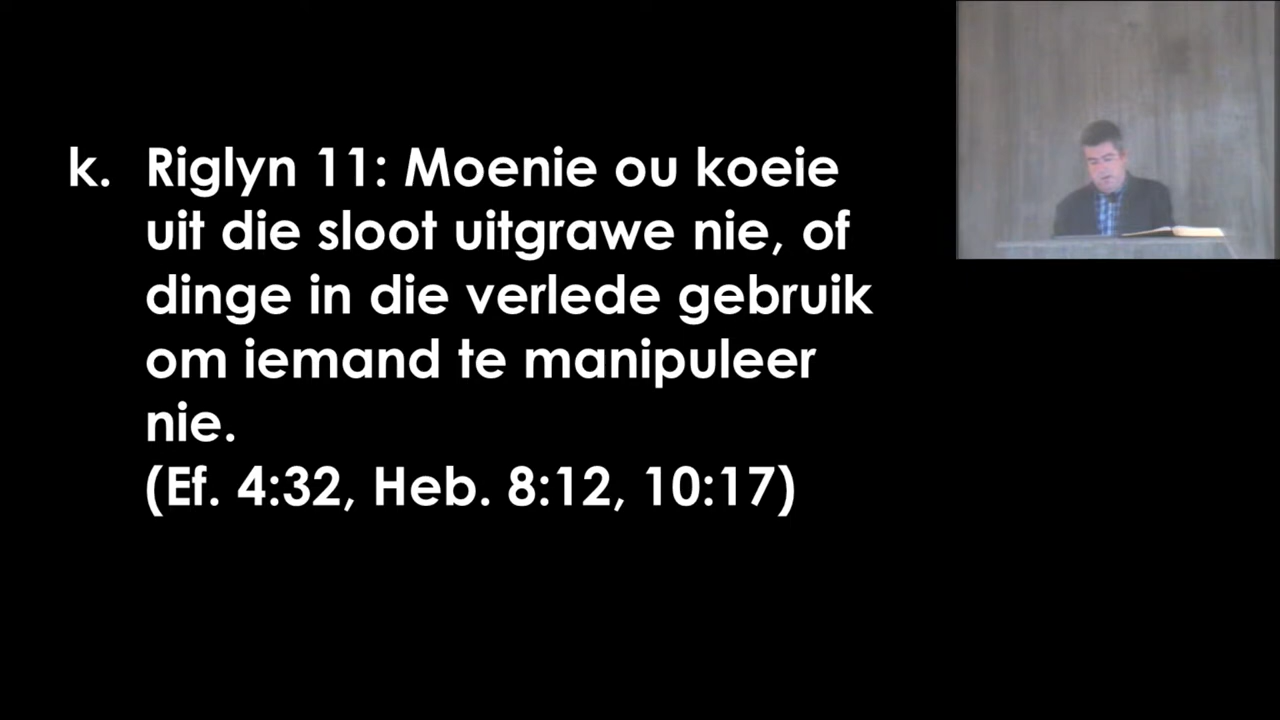 k. Riglyn 11: Moenie ou koeie
uit die sloot uitgrawe nie, of
dinge in die verlede gebruik
om iemand te manipuleer
nie.
(Ef. 4:32, Heb. 8:12, 10:17)